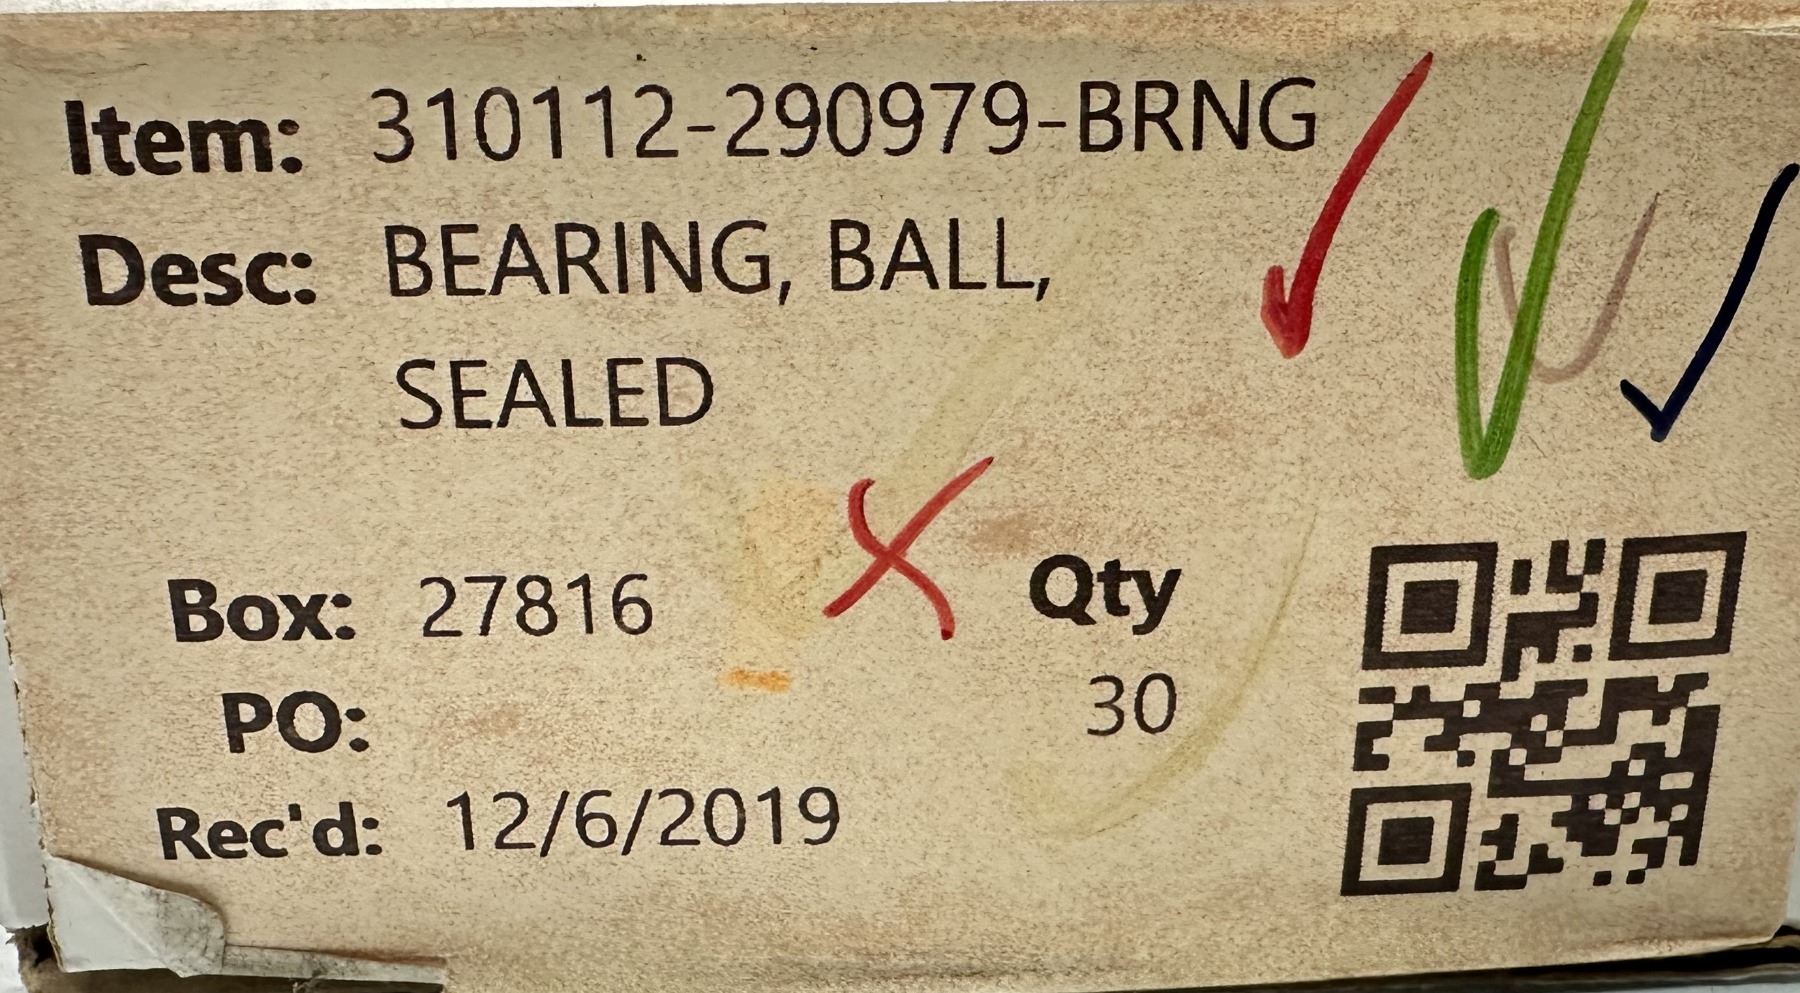 Item: 310112-290979-BRNG
Desc: BEARING, BALL,
SEALED
Box: 27816
Qty
30
PO:
Rec'd: 12/6/2019